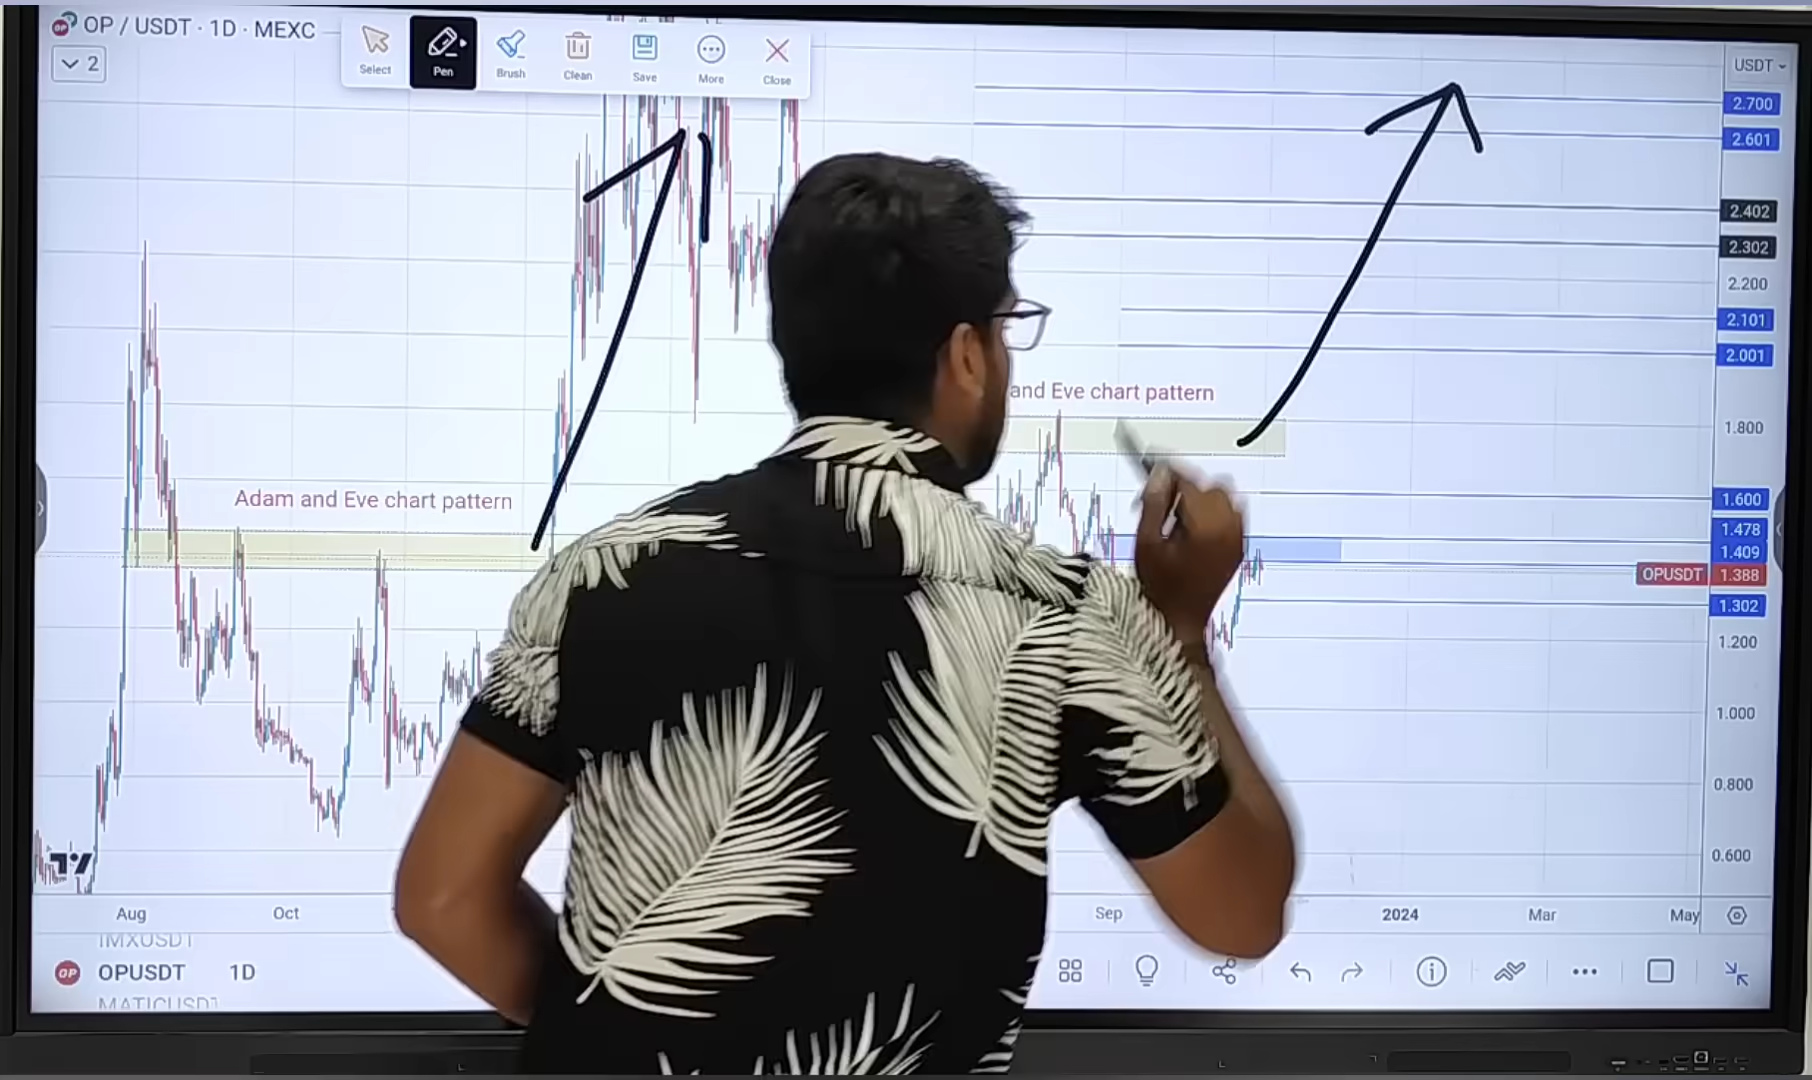 OP / USDT · 1D · MEXC
2
Select
Pen
Brush
Clean
Save
More
Close
USDT
2.700
2.601
2.402
2.302
2.200
2.101
2.001
and Eve chart pattern
1.800
Adam and Eve chart pattern
1.600
1.478
1.409
OPUSDT 1.388
1.302
1.200
1.000
0.800
0.600
Aug Oct Sep 2024 Mar May
IMXUSDT
OP OPUSDT 1D
MATICUSDT